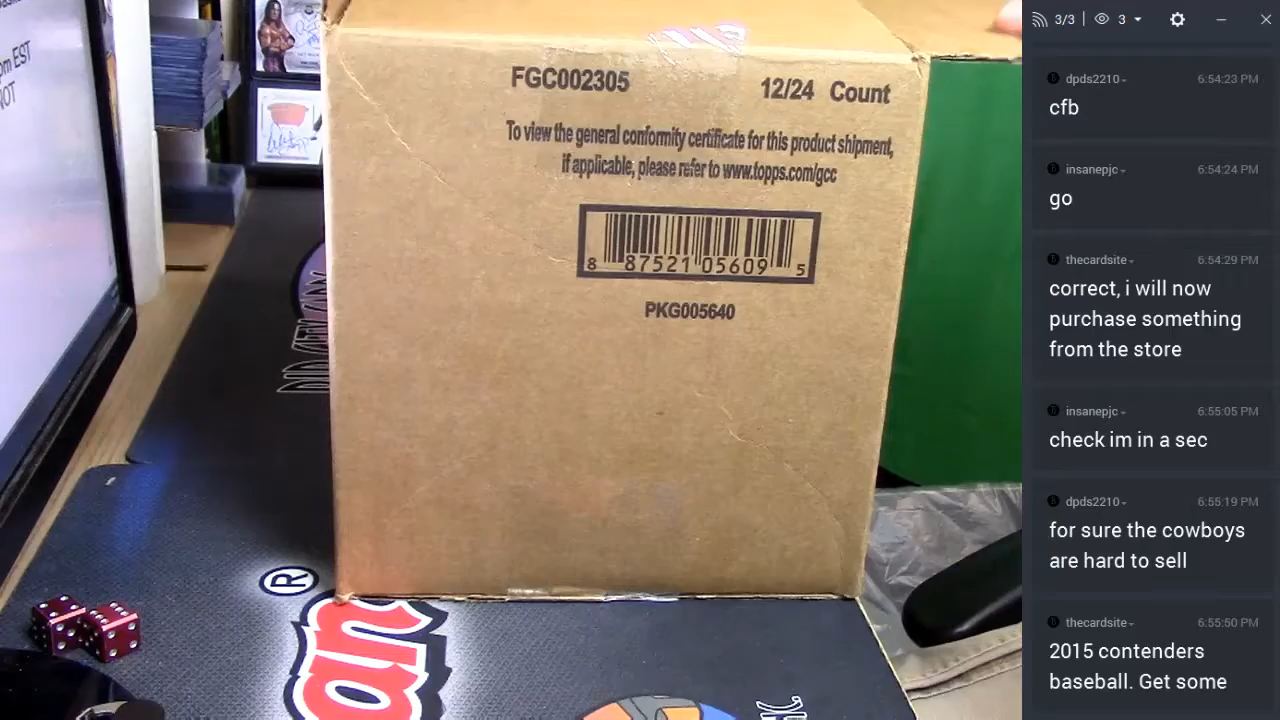 FGC002305
12/24 Count
To view the general conformity certificate for this product shipment,
if applicable, please refer to www.topps.com/gcc
8 87521 05609 5
PKG005640
pm EST
NOT
®
an
3/3
3
dpds2210 6:54:23 PM
cfb
insanepjc 6:54:24 PM
go
thecardsite 6:54:29 PM
correct, i will now
purchase something
from the store
insanepjc 6:55:05 PM
check im in a sec
dpds2210 6:55:19 PM
for sure the cowboys
are hard to sell
thecardsite 6:55:50 PM
2015 contenders
baseball. Get some